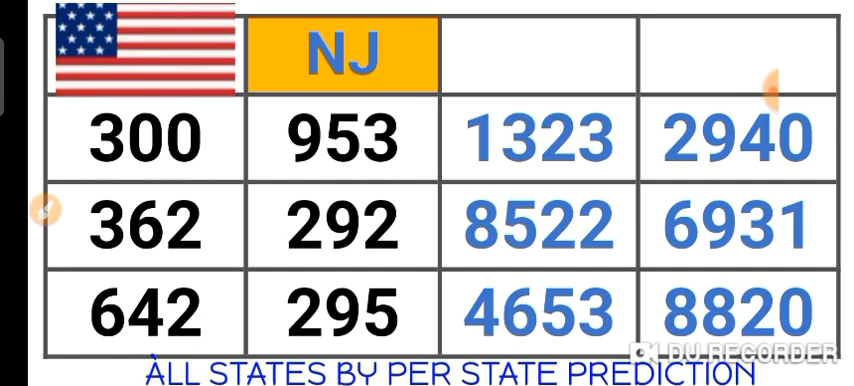 NJ
300 953 1323 2940
362 292 8522 6931
642 295 4653 8820
DU RECORDER
ÀLL STATES BY PER STATE PREDICTION